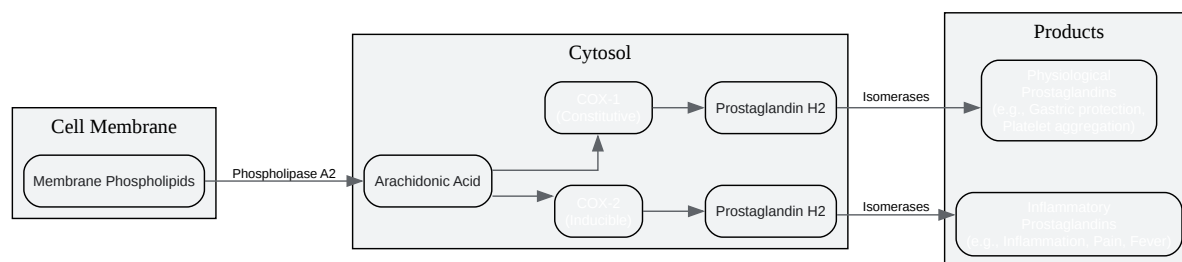 Cell Membrane
Membrane Phospholipids
Phospholipase A2
Cytosol
Arachidonic Acid
COX-1
(Constitutive)
Prostaglandin H2
Isomerases
COX-2
(Inducible)
Prostaglandin H2
Isomerases
Products
Physiological
Prostaglandins
(e.g., Gastric protection,
Platelet aggregation)
Inflammatory
Prostaglandins
(e.g., Inflammation, Pain, Fever)